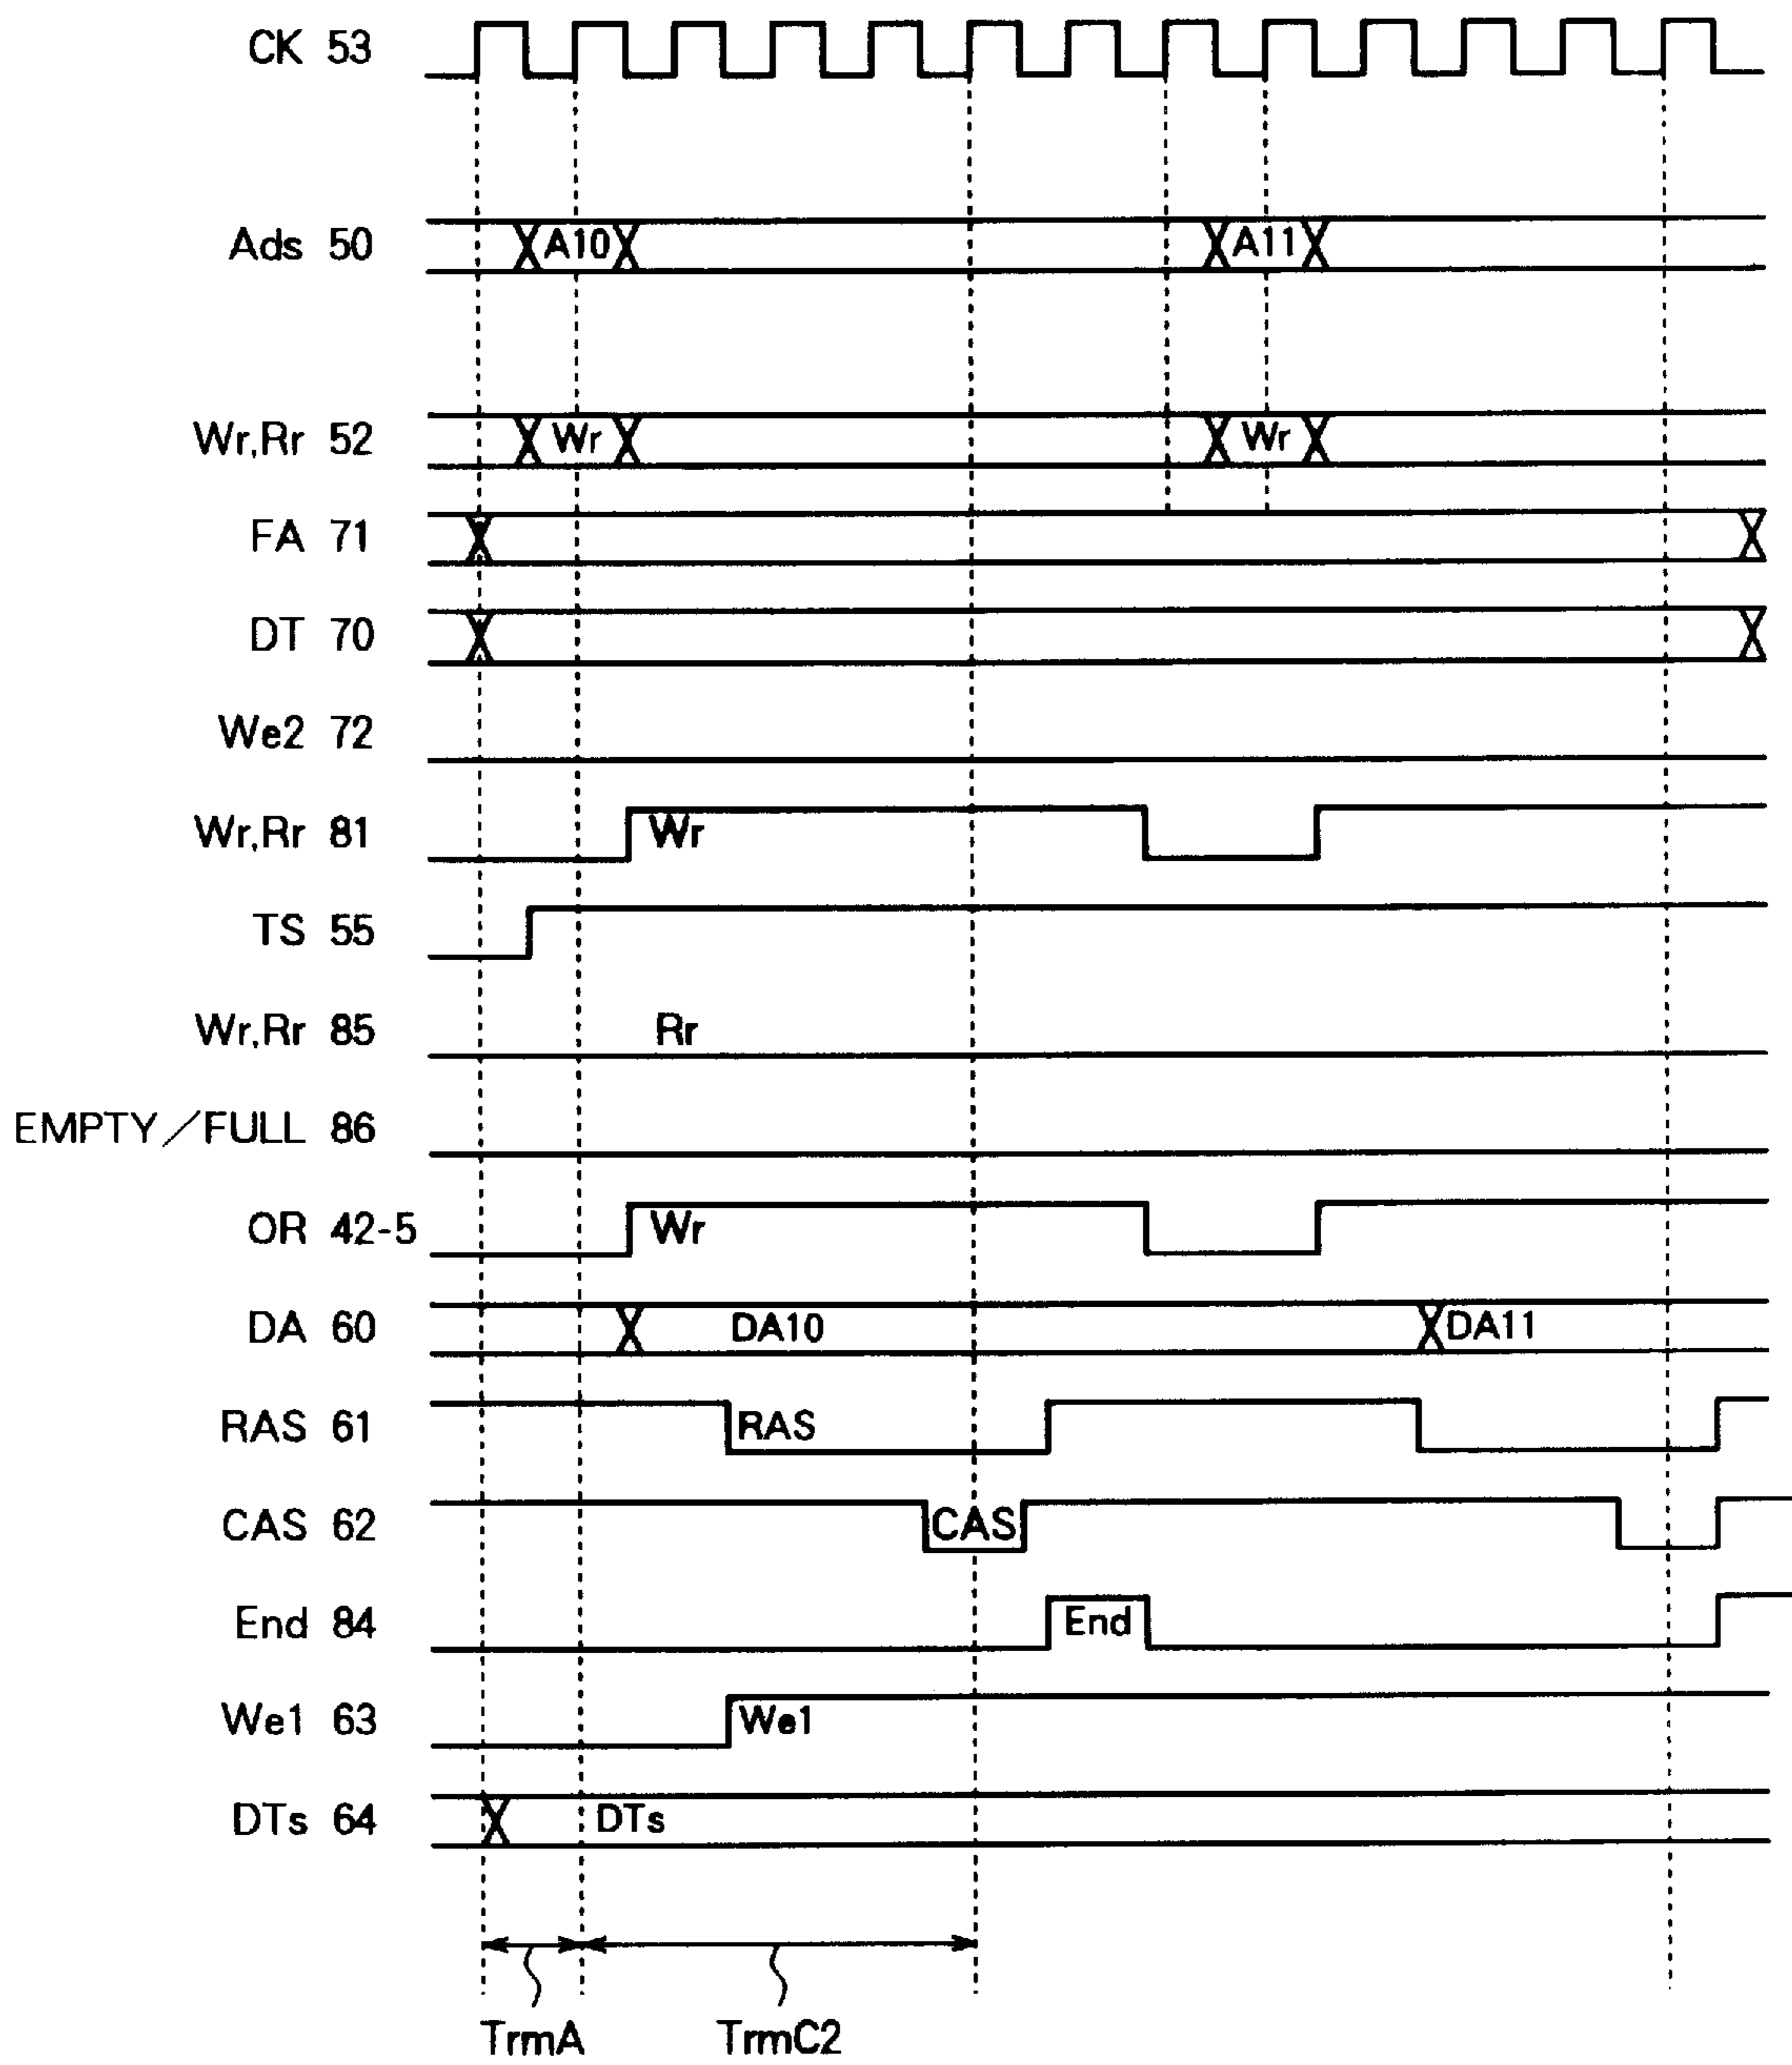 CK 53
Ads 50 A10 A11
Wr,Rr 52 Wr Wr
FA 71
DT 70
We2 72
Wr,Rr 81 Wr
TS 55
Wr,Rr 85 Rr
EMPTY／FULL 86
OR 42-5 Wr
DA 60 DA10 DA11
RAS 61 RAS
CAS 62 CAS
End 84 End
We1 63 We1
DTs 64 DTs
TrmA TrmC2